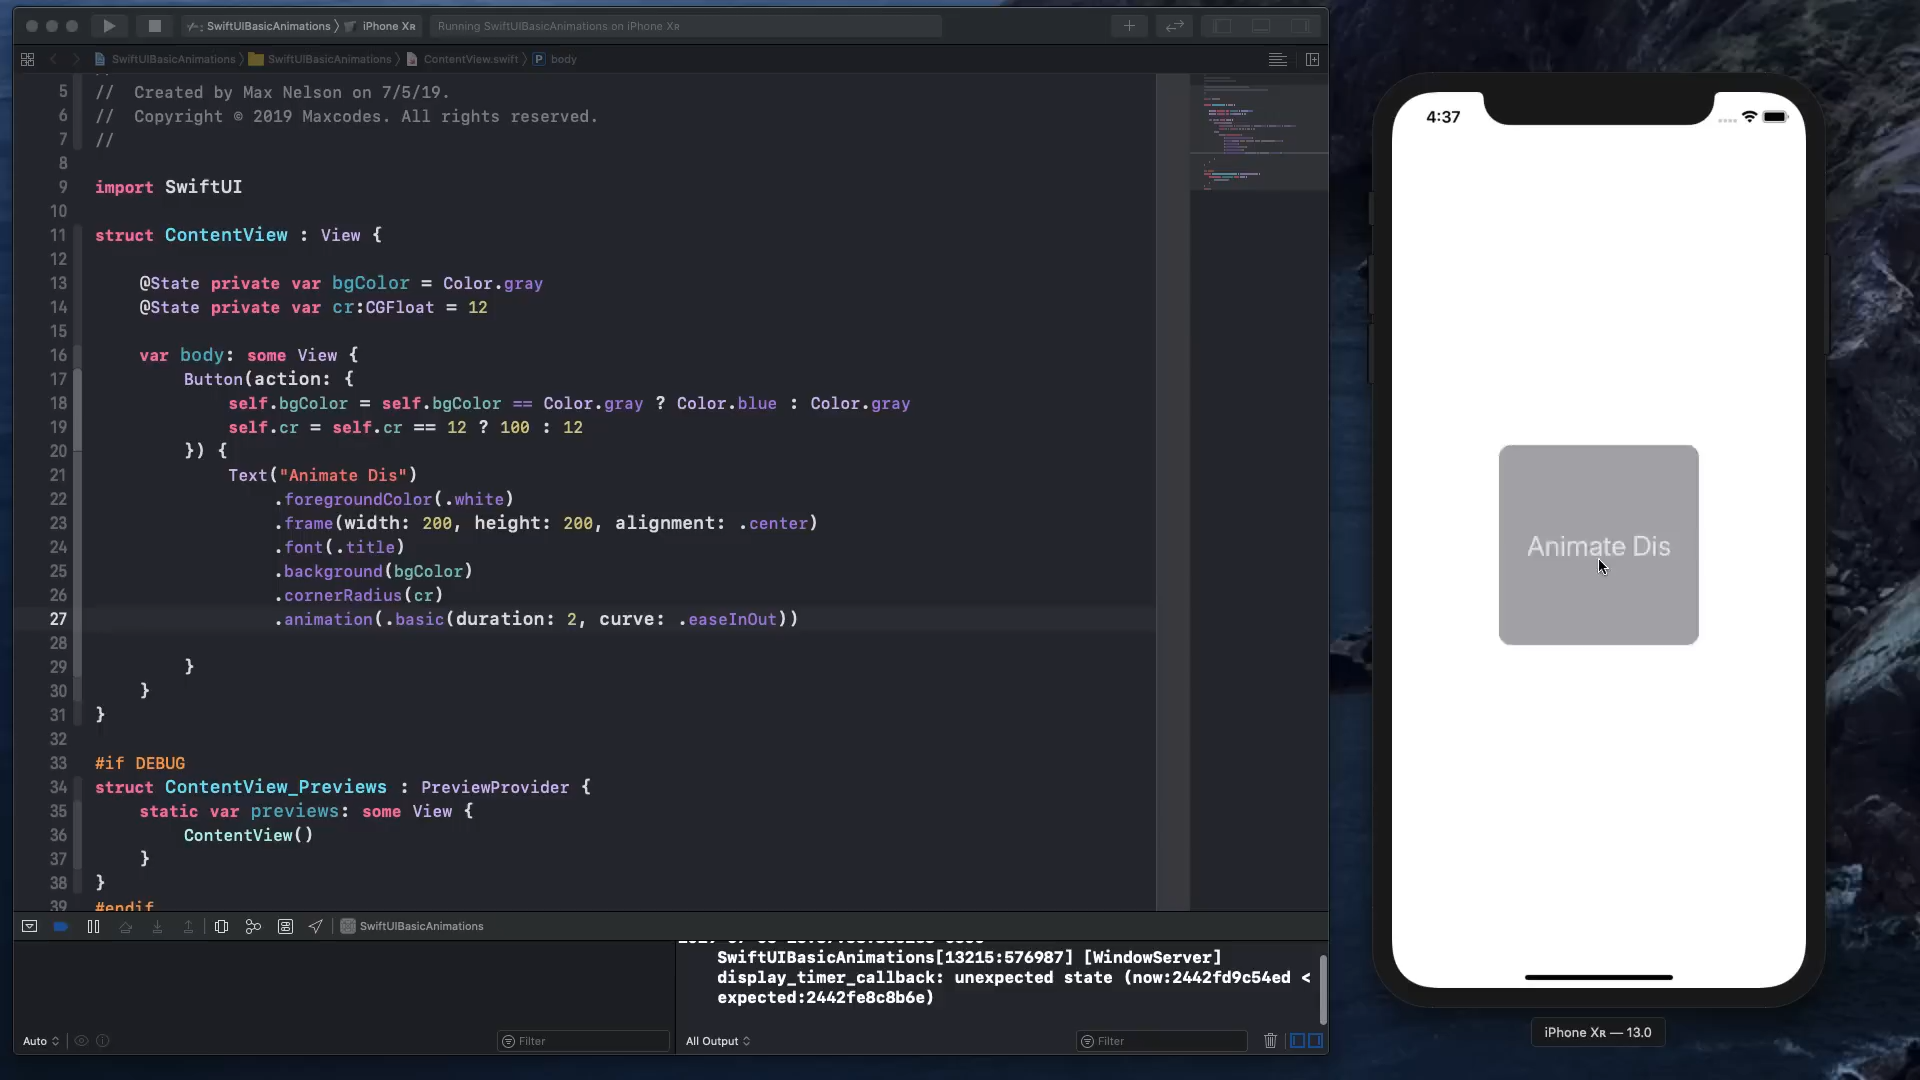 SwiftUIBasicAnimations 〉 iPhone Xʀ
Running SwiftUIBasicAnimations on iPhone Xʀ
SwiftUIBasicAnimations 〉 SwiftUIBasicAnimations 〉 ContentView.swift 〉 P body
5 //  Created by Max Nelson on 7/5/19.
6 //  Copyright © 2019 Maxcodes. All rights reserved.
7 //
8
9 import SwiftUI
10
11 struct ContentView : View {
12
13     @State private var bgColor = Color.gray
14     @State private var cr:CGFloat = 12
15
16     var body: some View {
17         Button(action: {
18             self.bgColor = self.bgColor == Color.gray ? Color.blue : Color.gray
19             self.cr = self.cr == 12 ? 100 : 12
20         }) {
21             Text("Animate Dis")
22                 .foregroundColor(.white)
23                 .frame(width: 200, height: 200, alignment: .center)
24                 .font(.title)
25                 .background(bgColor)
26                 .cornerRadius(cr)
27                 .animation(.basic(duration: 2, curve: .easeInOut))
28
29         }
30     }
31 }
32
33 #if DEBUG
34 struct ContentView_Previews : PreviewProvider {
35     static var previews: some View {
36         ContentView()
37     }
38 }
39 #endif
SwiftUIBasicAnimations
SwiftUIBasicAnimations[13215:576987] [WindowServer]
display_timer_callback: unexpected state (now:2442fd9c54ed <
expected:2442fe8c8b6e)
Auto
Filter
All Output
Filter
4:37
Animate Dis
iPhone Xʀ — 13.0